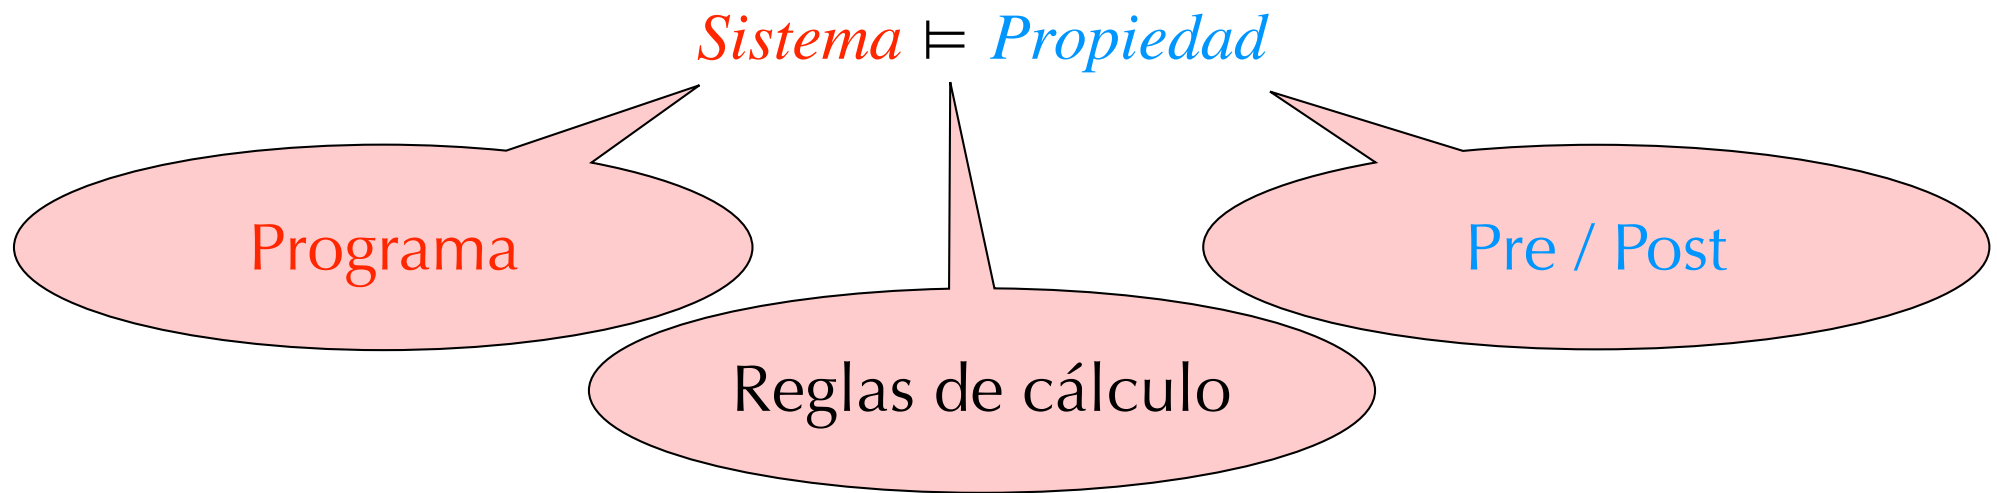 Sistema ⊨ Propiedad
Programa
Pre / Post
Reglas de cálculo